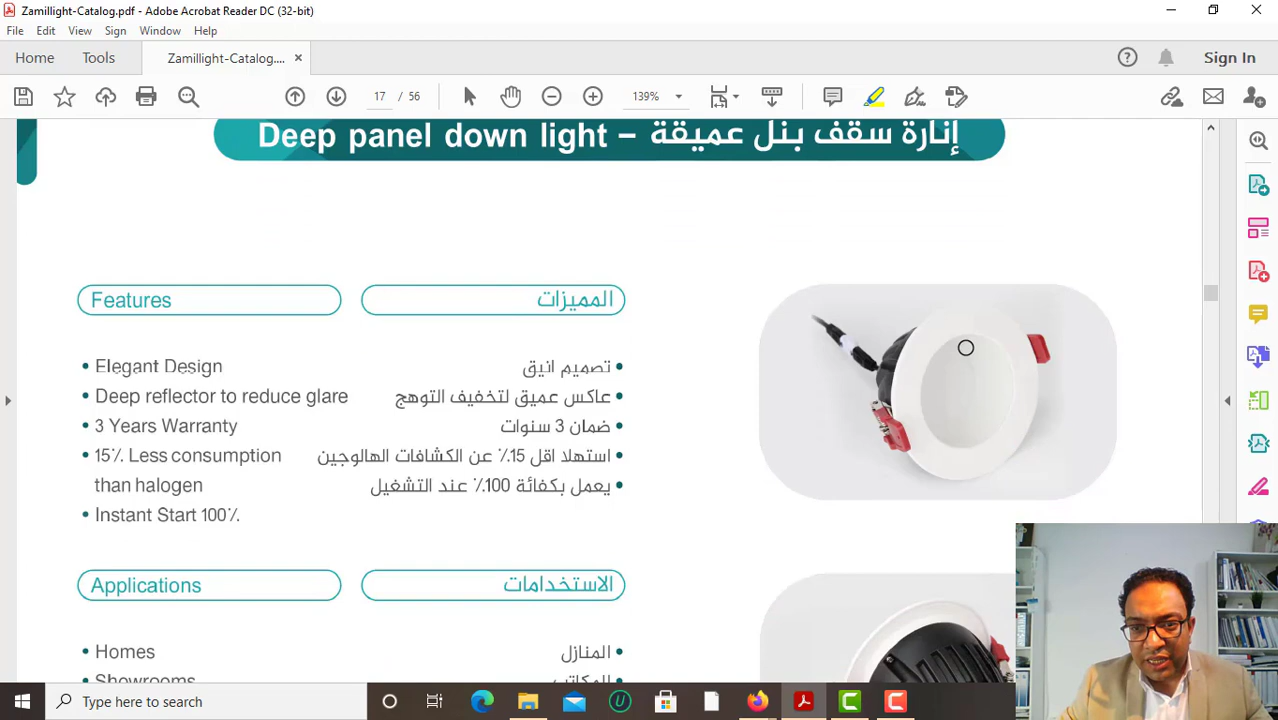 Zamillight-Catalog.pdf - Adobe Acrobat Reader DC (32-bit)
File Edit View Sign Window Help
Home Tools Zamillight-Catalog.... Sign In
17 / 56 139%
Deep panel down light – إنارة سقف بنل عميقة
Features المميزات
• Elegant Design
• Deep reflector to reduce glare
• 3 Years Warranty
• 15٪ Less consumption
than halogen
• Instant Start 100٪.
• تصميم انيق
• عاكس عميق لتخفيف التوهج
• ضمان 3 سنوات
• استهلا اقل 15٪ عن الكشافات الهالوجين
• يعمل بكفائة 100٪ عند التشغيل
Applications الاستخدامات
• Homes
Showrooms
• المنازل
المكاتب
Type here to search